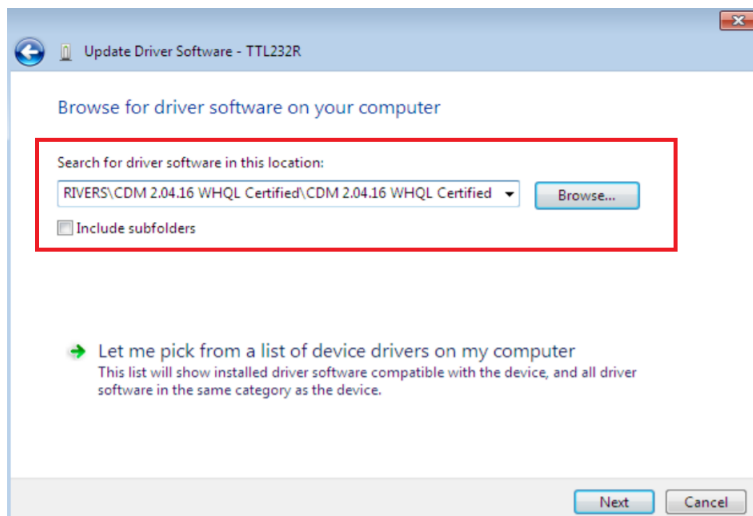 Update Driver Software - TTL232R
Browse for driver software on your computer
Search for driver software in this location:
RIVERS\CDM 2.04.16 WHQL Certified\CDM 2.04.16 WHQL Certified
Browse...
Include subfolders
Let me pick from a list of device drivers on my computer
This list will show installed driver software compatible with the device, and all driver
software in the same category as the device.
Next
Cancel